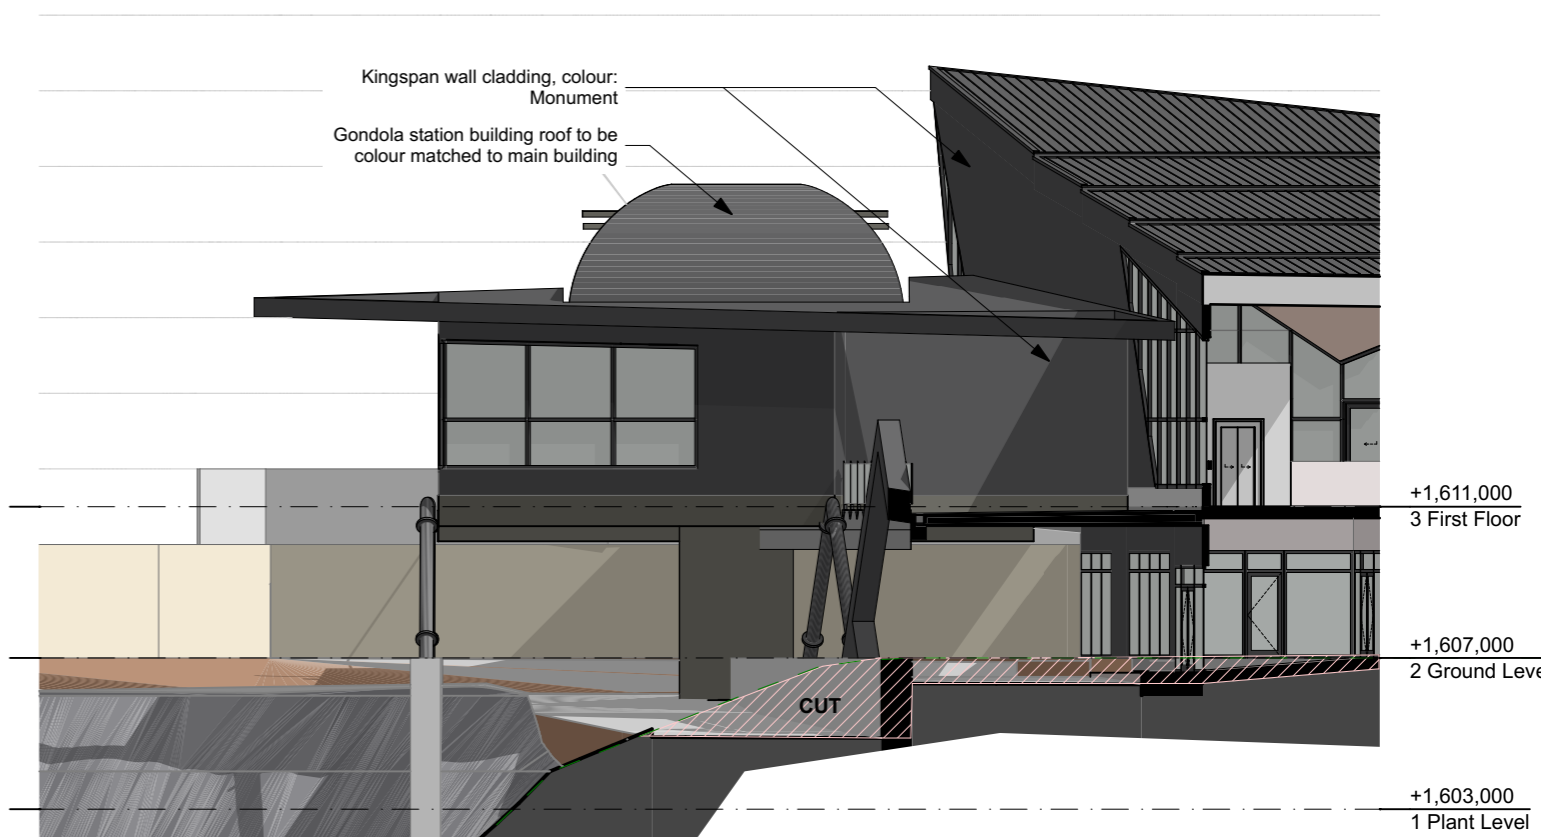 Kingspan wall cladding, colour:
Monument
Gondola station building roof to be
colour matched to main building
+1,611,000
3 First Floor
+1,607,000
2 Ground Leve
CUT
+1,603,000
1 Plant Level